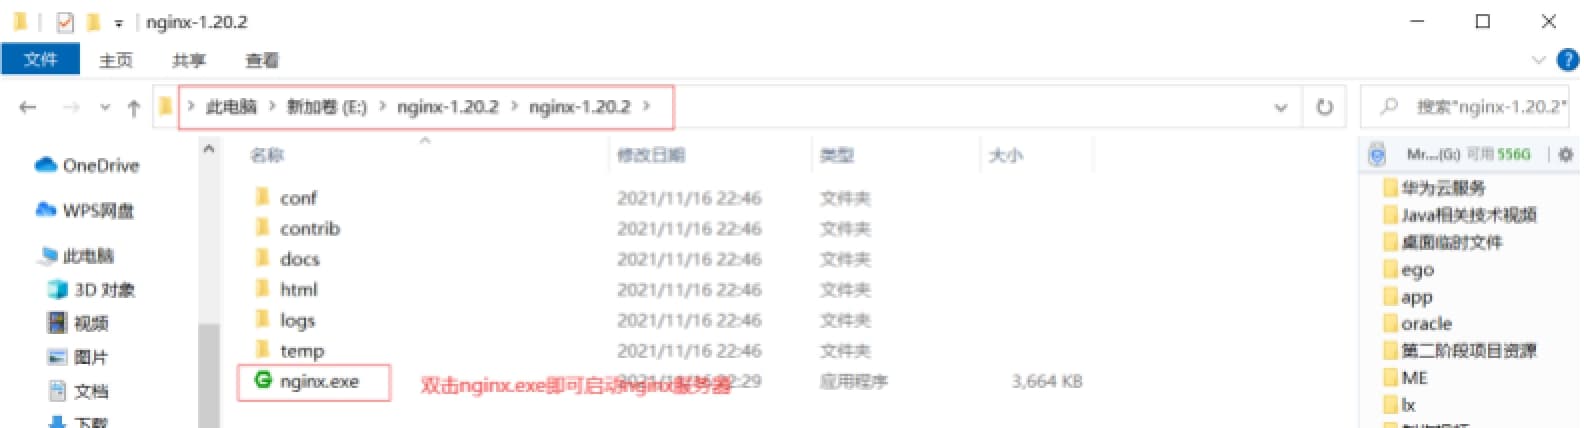 nginx-1.20.2
文件 主页 共享 查看
此电脑 新加卷 (E:) nginx-1.20.2 nginx-1.20.2 搜索"nginx-1.20.2"
名称 修改日期 类型 大小
conf 2021/11/16 22:46 文件夹
contrib 2021/11/16 22:46 文件夹
docs 2021/11/16 22:46 文件夹
html 2021/11/16 22:46 文件夹
logs 2021/11/16 22:46 文件夹
temp 2021/11/16 22:46 文件夹
nginx.exe 应用程序 3,664 KB
双击nginx.exe即可启动nginx服务器
OneDrive
WPS网盘
此电脑
3D 对象
视频
图片
文档
下载
Mr....(G:) 可用 556G
华为云服务
Java相关技术视频
桌面临时文件
ego
app
oracle
第二阶段项目资源
ME
lx